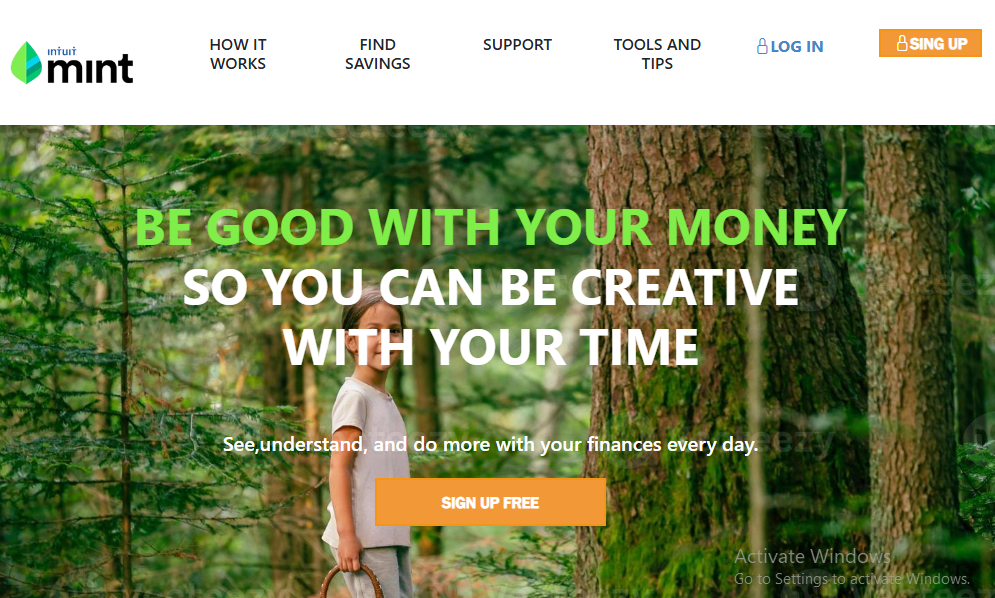 intuit
mint
HOW IT
WORKS
FIND
SAVINGS
SUPPORT
TOOLS AND
TIPS
LOG IN
SING UP
BE GOOD WITH YOUR MONEY
SO YOU CAN BE CREATIVE
WITH YOUR TIME
See,understand, and do more with your finances every day.
SIGN UP FREE
Activate Windows
Go to Settings to activate Windows.